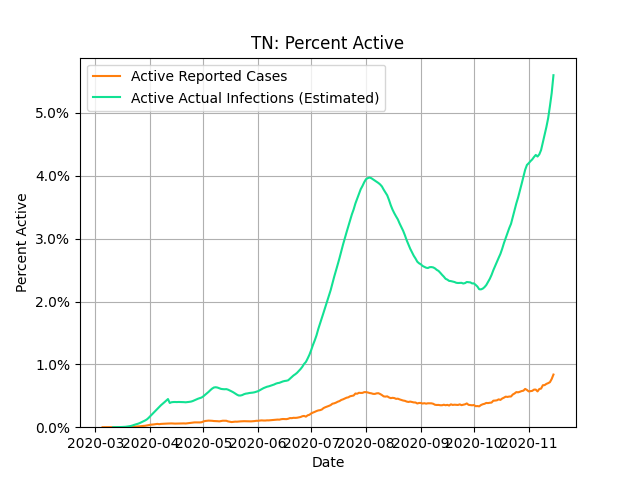 TN: Percent Active
Active Reported Cases
Active Actual Infections (Estimated)
Percent Active
5.0%
4.0%
3.0%
2.0%
1.0%
0.0%
2020-03 2020-04 2020-05 2020-06 2020-07 2020-08 2020-09 2020-10 2020-11
Date